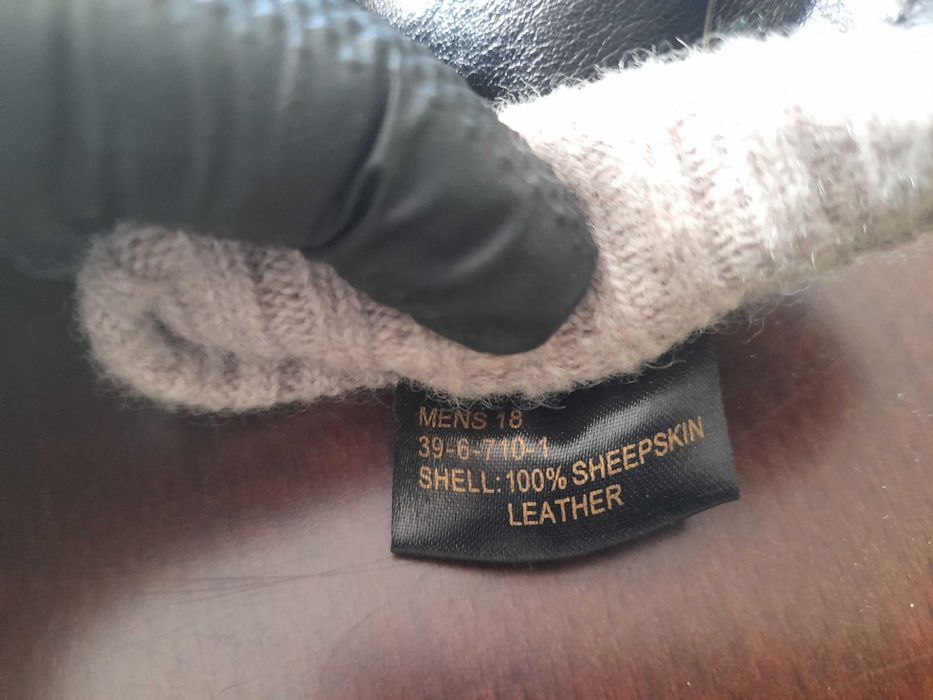 MENS 18
39-6-710-1
SHELL:100% SHEEPSKIN
LEATHER